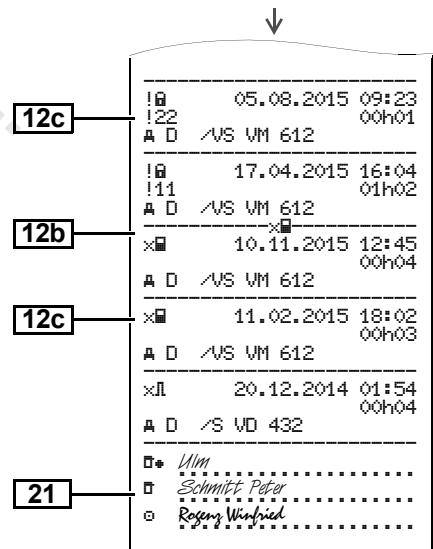 !🔒 05.08.2015 09:23
12c
!22 00h01
A D /VS VM 612
!🔒 17.04.2015 16:04
!11 01h02
A D /VS VM 612
12b
x
x 10.11.2015 12:45
00h04
A D /VS VM 612
12c
x 11.02.2015 18:02
00h03
A D /VS VM 612
x 20.12.2014 01:54
00h04
A D /S VD 432
Ulm
21
Schmitt Peter
Rogenz Winfried